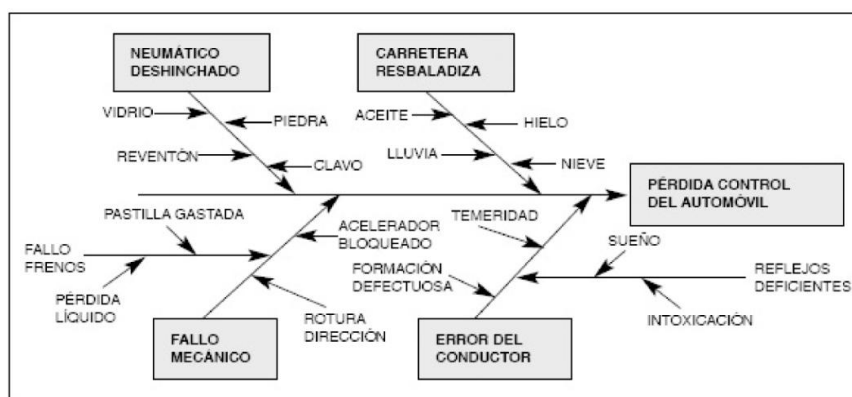 NEUMÁTICO
DESHINCHADO
CARRETERA
RESBALADIZA
VIDRIO
PIEDRA
REVENTÓN
CLAVO
ACEITE
HIELO
LLUVIA
NIEVE
PÉRDIDA CONTROL
DEL AUTOMÓVIL
PASTILLA GASTADA
ACELERADOR
BLOQUEADO
FALLO
FRENOS
PÉRDIDA
LÍQUIDO
ROTURA
DIRECCIÓN
FALLO
MECÁNICO
TEMERIDAD
SUEÑO
FORMACIÓN
DEFECTUOSA
REFLEJOS
DEFICIENTES
INTOXICACIÓN
ERROR DEL
CONDUCTOR